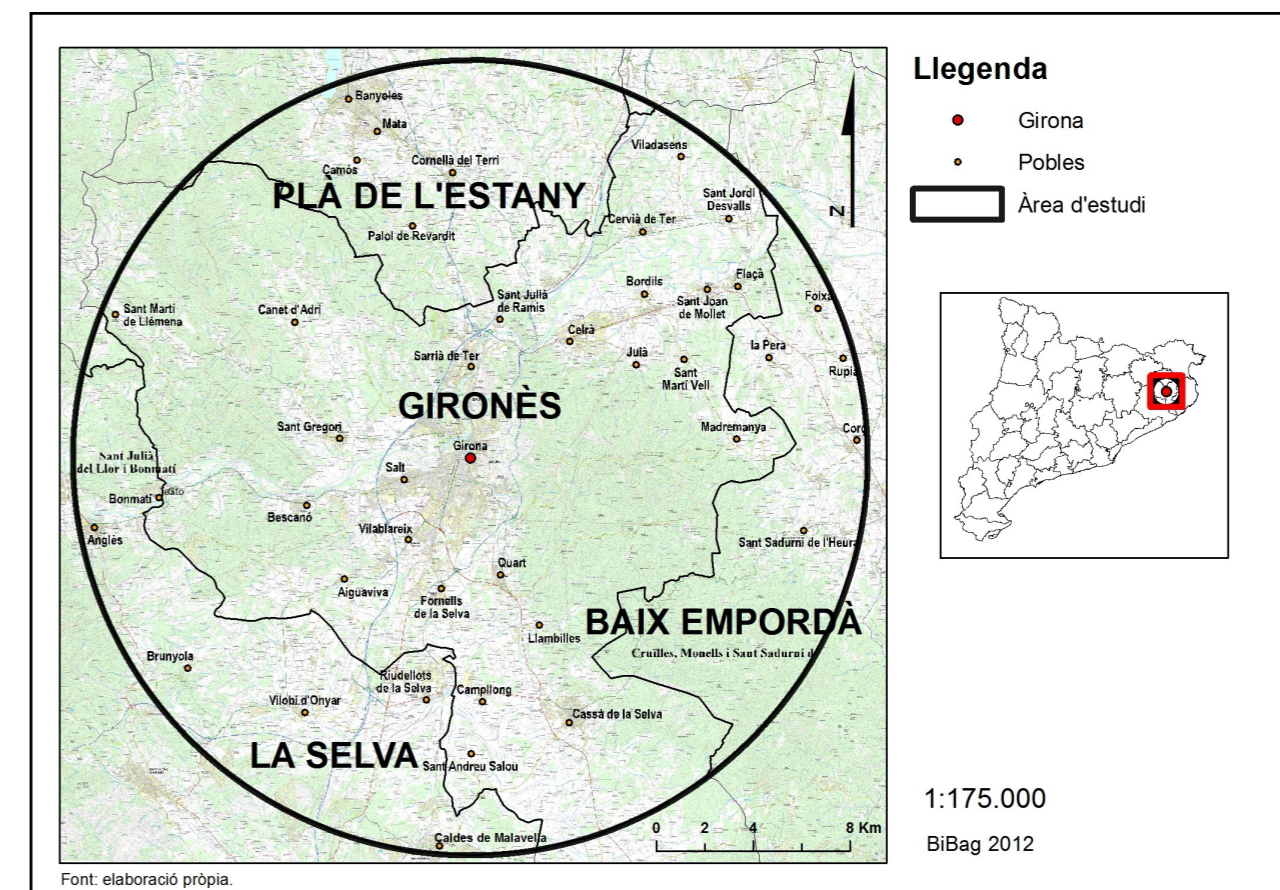 Llegenda
Girona
Pobles
Àrea d'estudi
N
Banyoles
Mata
Camós
Cornellà del Terri
PLÀ DE L'ESTANY
Palol de Revardit
Viladasens
Sant Jordi
Desvalls
Cervià de Ter
Bordils
Flaçà
Sant Joan
de Mollet
Foixà
Sant Martí
de Llémena
Canet d'Adri
Sant Julià
de Ramis
Celrà
Sarrià de Ter
Julià
Sant
Martí Vell
la Pera
Rupià
GIRONÈS
Sant Gregori
Girona
Madremanya
Corç
Sant Julià
del Llor i Bonmatí
Salt
Bonmatí
Anglès
Bescanó
Vilablareix
Sant Sadurní de l'Heura
Quart
Aiguaviva
Fornells
de la Selva
Llambilles
BAIX EMPORDÀ
Cruïlles, Monells i Sant Sadurní d
Brunyola
Riudellots
de la Selva
Campllong
Vilobí d'Onyar
Cassà de la Selva
LA SELVA
Sant Andreu Salou
Caldes de Malavella
0 2 4 8 Km
1:175.000
BiBag 2012
Font: elaboració pròpia.